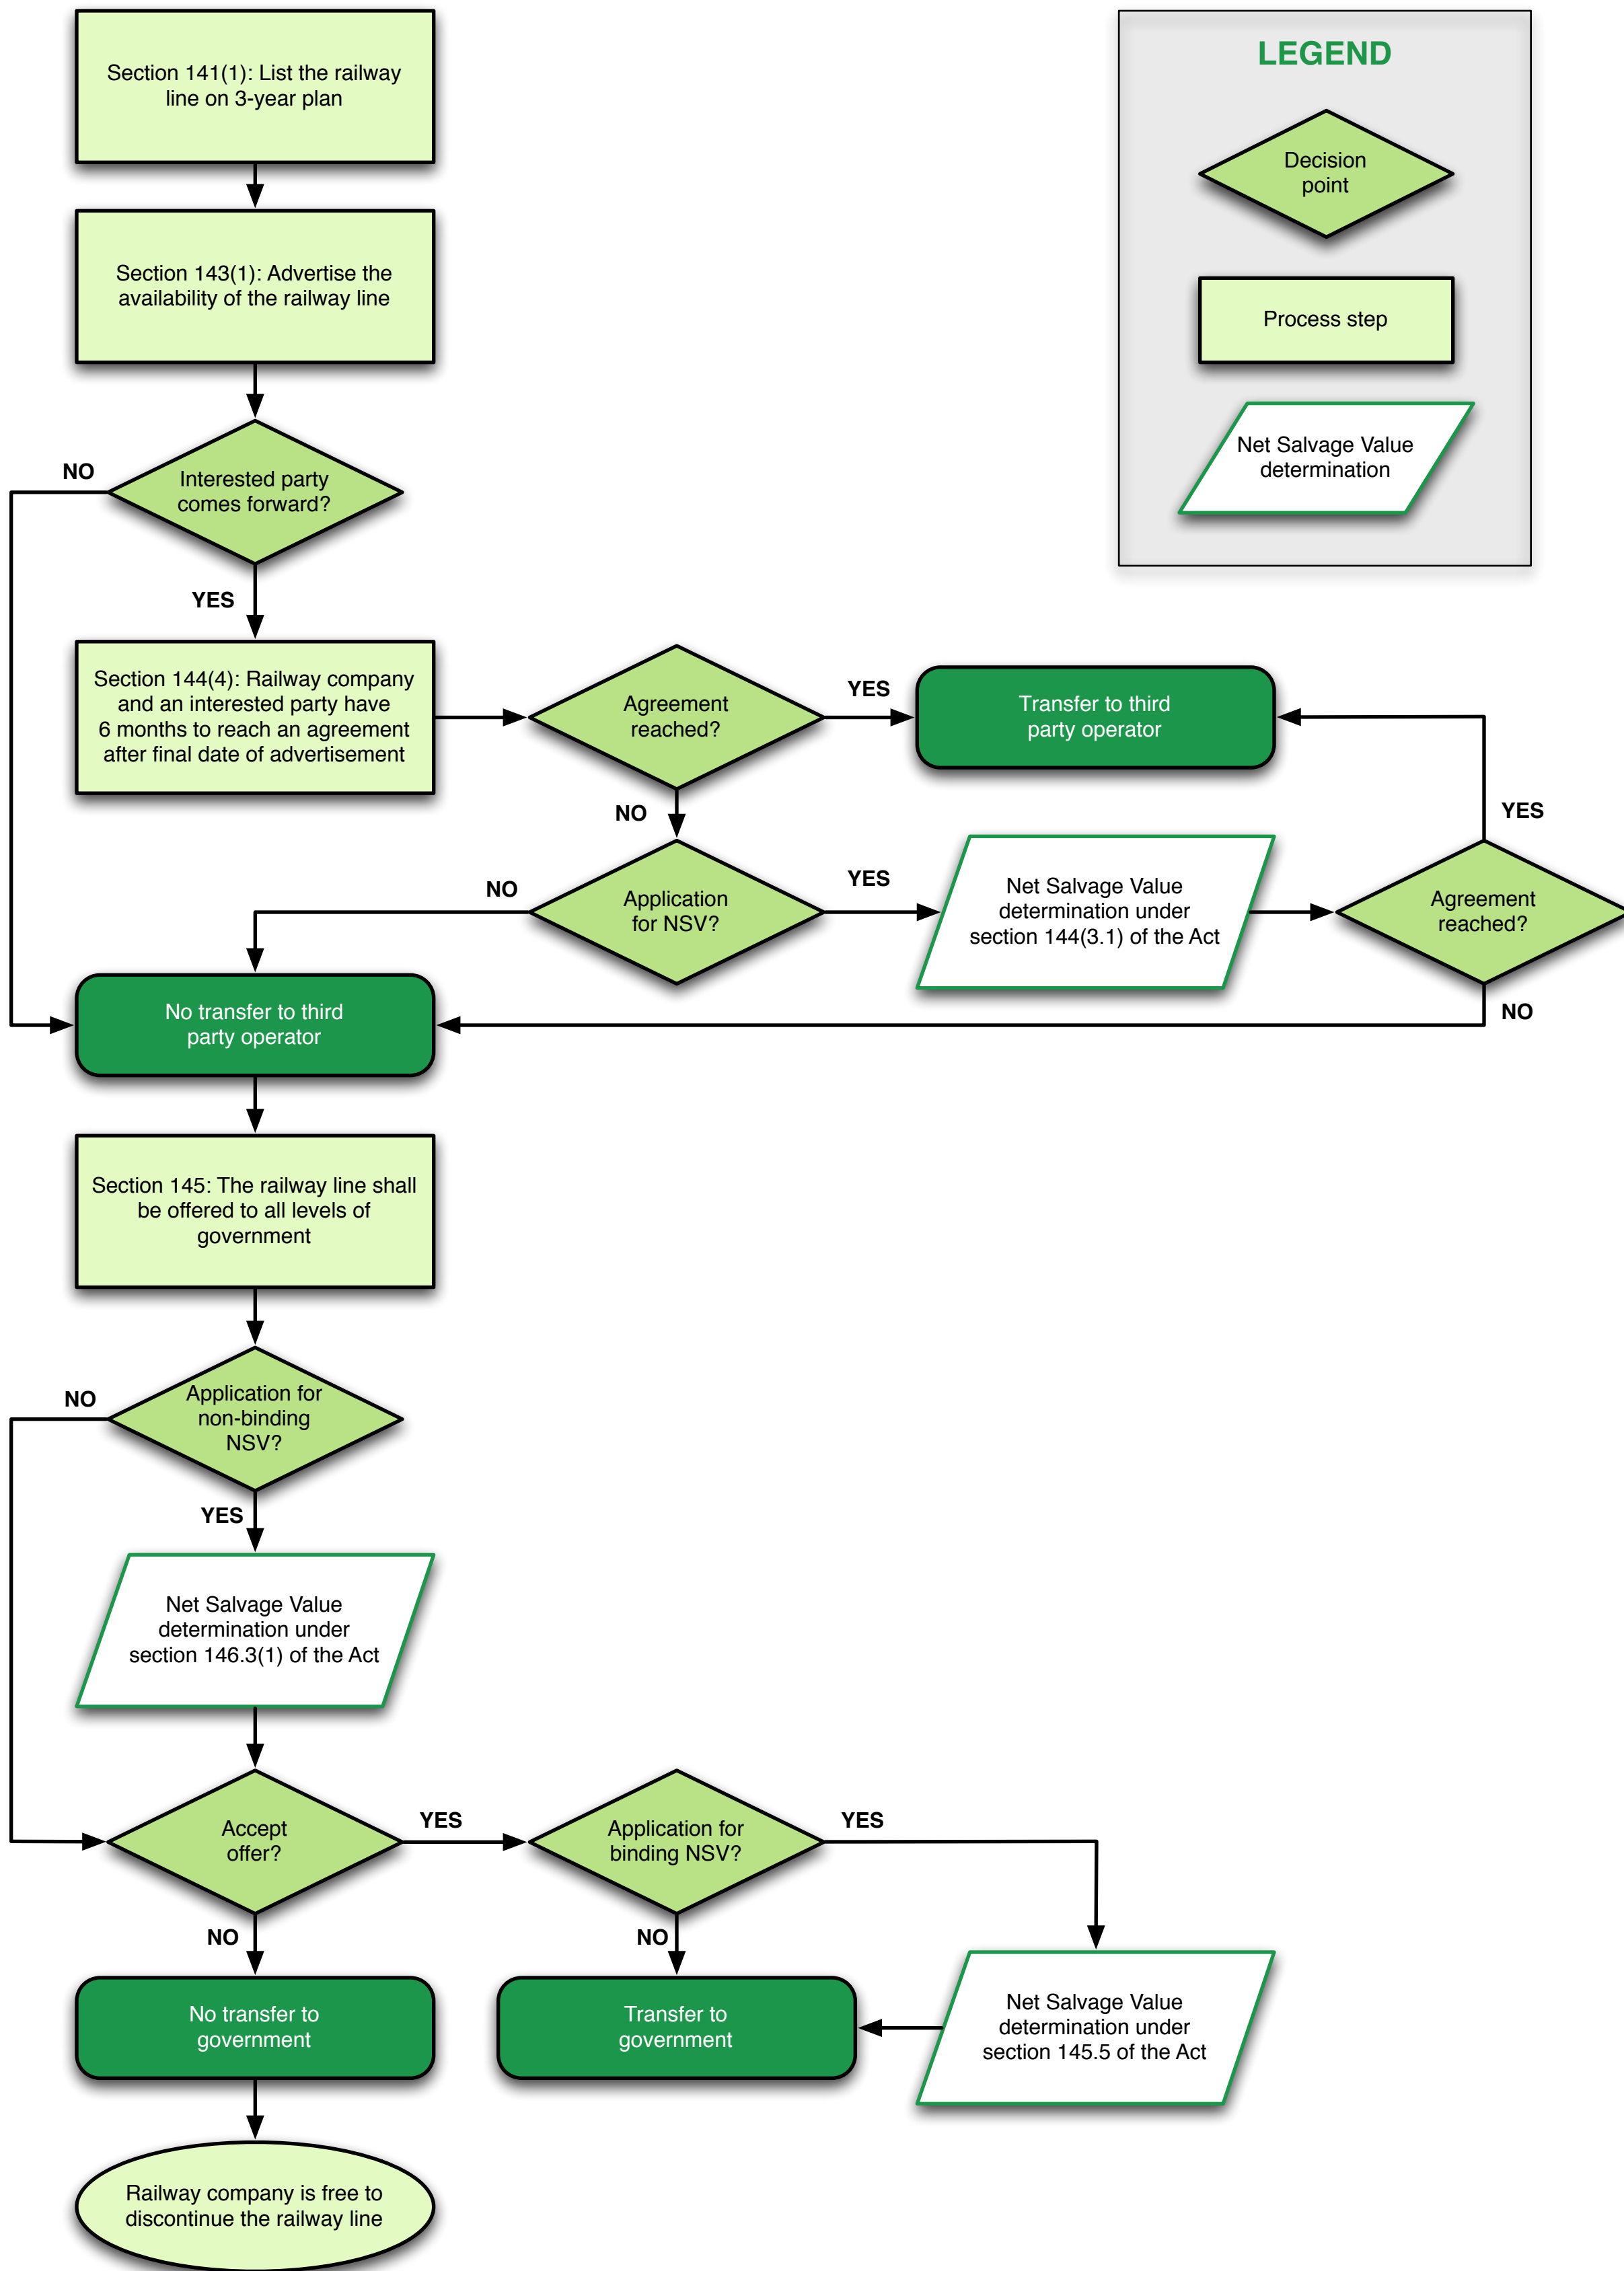 LEGEND
Decision
point
Process step
Net Salvage Value
determination
Section 141(1): List the railway
line on 3-year plan
Section 143(1): Advertise the
availability of the railway line
NO
Interested party
comes forward?
YES
Section 144(4): Railway company
and an interested party have
6 months to reach an agreement
after final date of advertisement
Agreement
reached?
YES
Transfer to third
party operator
NO
YES
NO
Application
for NSV?
YES
Net Salvage Value
determination under
section 144(3.1) of the Act
Agreement
reached?
NO
No transfer to third
party operator
Section 145: The railway line shall
be offered to all levels of
government
NO
Application for
non-binding
NSV?
YES
Net Salvage Value
determination under
section 146.3(1) of the Act
Accept
offer?
YES
Application for
binding NSV?
YES
NO
NO
No transfer to
government
Transfer to
government
Net Salvage Value
determination under
section 145.5 of the Act
Railway company is free to
discontinue the railway line